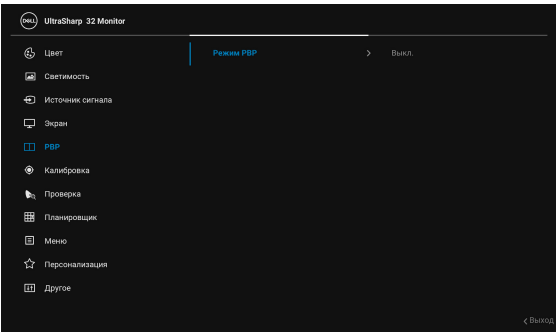 DELL
UltraSharp 32 Monitor
Цвет
Режим PBP
Выкл.
Светимость
Источник сигнала
Экран
PBP
Калибровка
Проверка
Планировщик
Меню
Персонализация
Другое
Выход